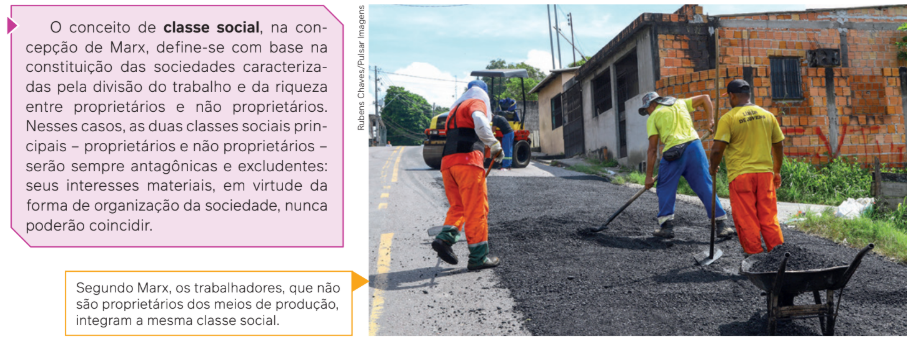 O conceito de classe social, na con-
cepção de Marx, define-se com base na
constituição das sociedades caracteriza-
das pela divisão do trabalho e da riqueza
entre proprietários e não proprietários.
Nesses casos, as duas classes sociais prin-
cipais – proprietários e não proprietários –
serão sempre antagônicas e excludentes:
seus interesses materiais, em virtude da
forma de organização da sociedade, nunca
poderão coincidir.
Rubens Chaves/Pulsar Imagens
Segundo Marx, os trabalhadores, que não
são proprietários dos meios de produção,
integram a mesma classe social.